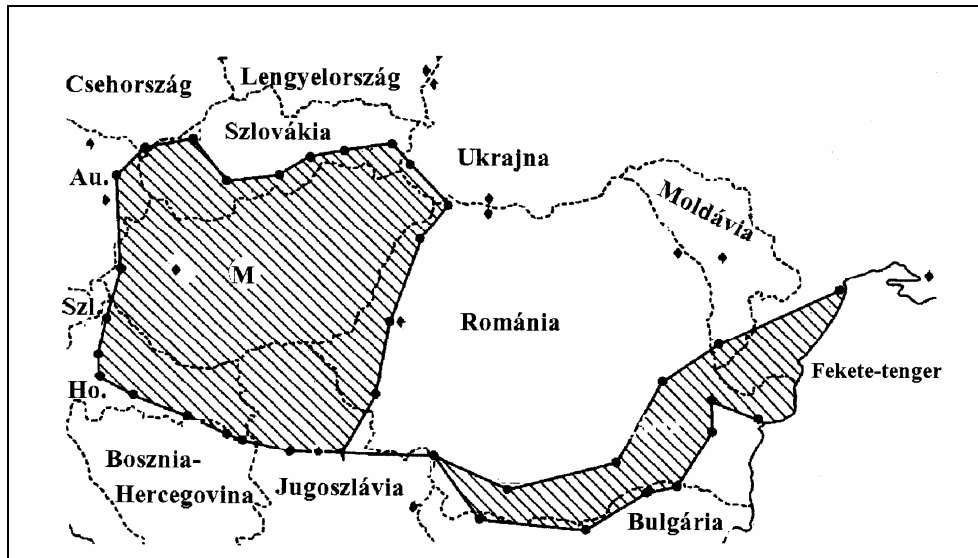 Csehország
Lengyelország
Szlovákia
Ukrajna
Au.
Moldávia
M
Szl.
Románia
Fekete-tenger
Ho.
Bosznia-
Hercegovina
Jugoszlávia
Bulgária